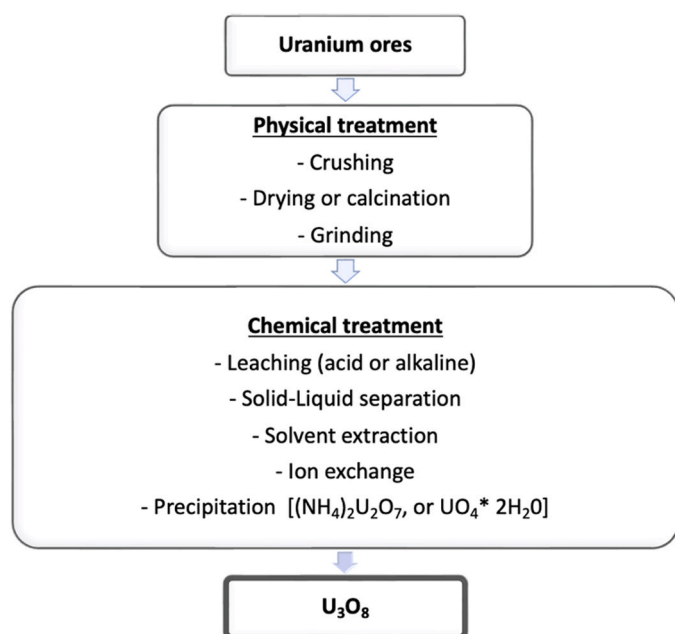 Uranium ores
Physical treatment
- Crushing
- Drying or calcination
- Grinding
Chemical treatment
- Leaching (acid or alkaline)
- Solid-Liquid separation
- Solvent extraction
- Ion exchange
- Precipitation [(NH₄)₂U₂O₇, or UO₄* 2H₂0]
U₃O₈